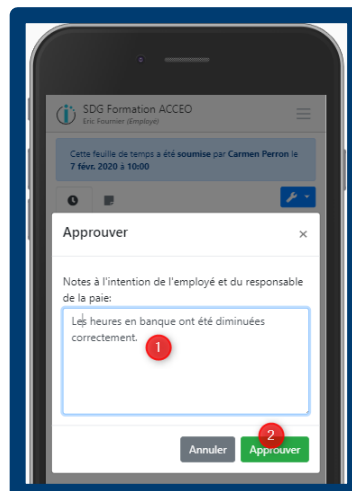 SDG Formation ACCEO
Eric Fournier (Employé)
Cette feuille de temps a été soumise par Carmen Perron le
7 févr. 2020 à 10:00
Approuver ×
Notes à l'intention de l'employé et du responsable
de la paie:
Les heures en banque ont été diminuées
correctement.
1
2
Annuler Approuver